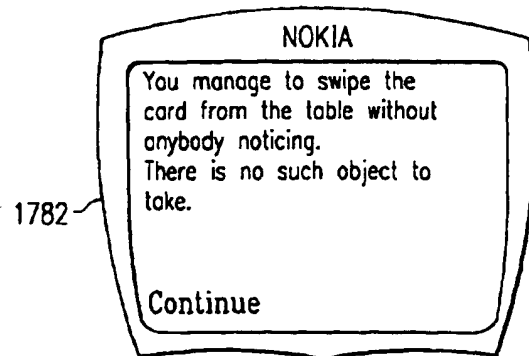 NOKIA
You manage to swipe the
card from the table without
anybody noticing.
There is no such object to
take.
1782
Continue